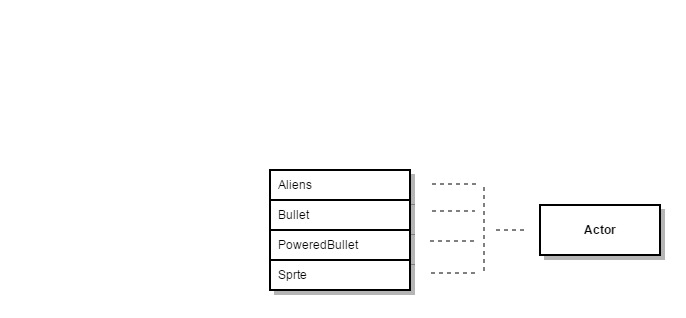 Aliens
Bullet
PoweredBullet
Sprte
Actor